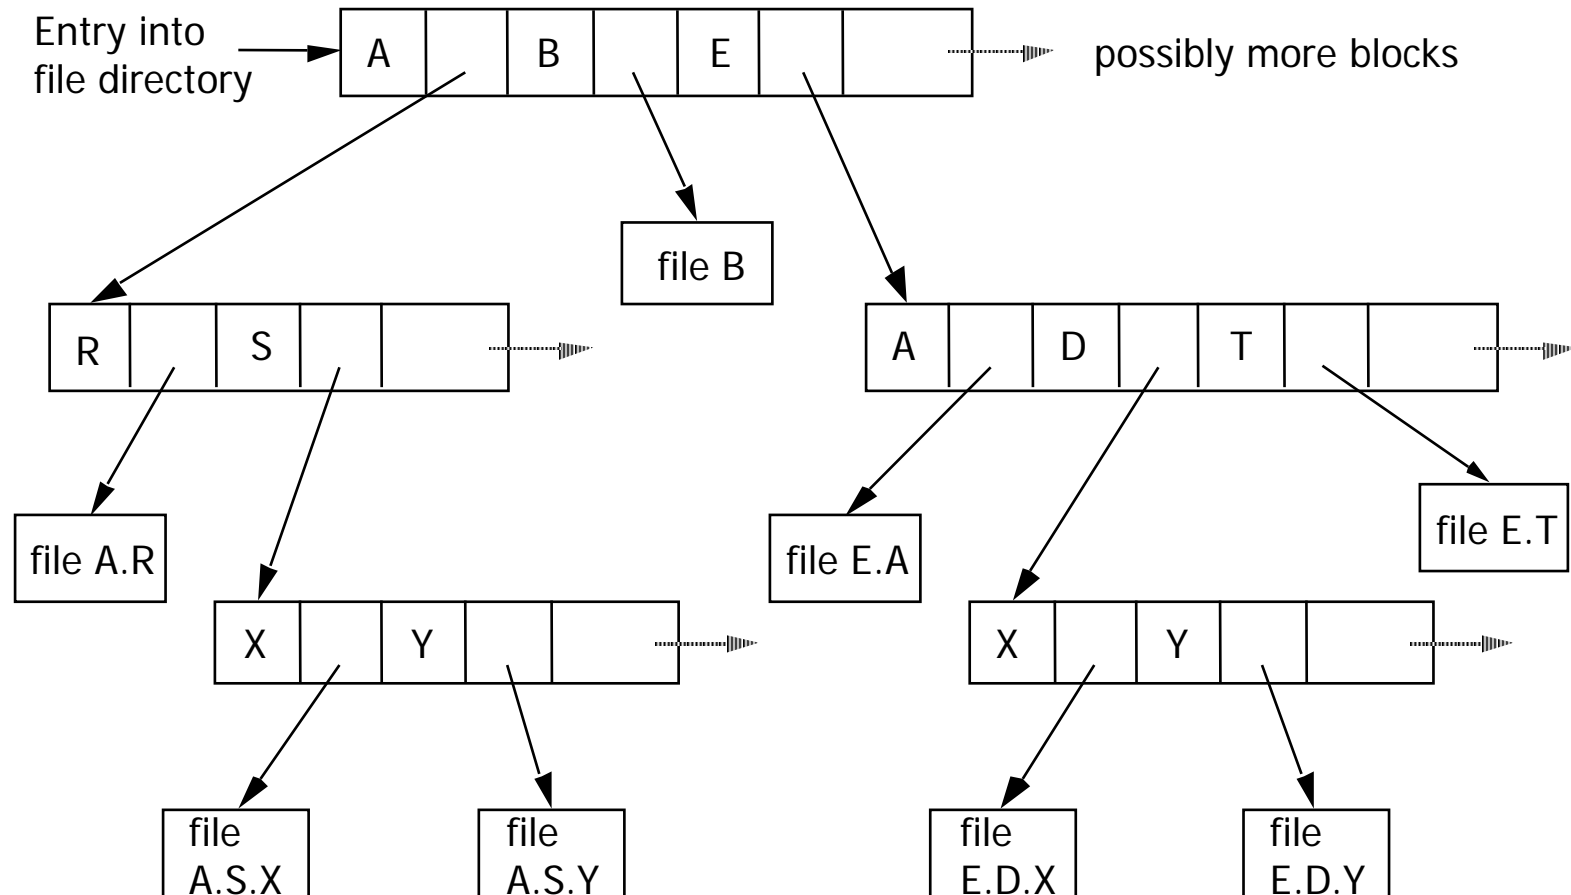 Entry into
file directory
A B E
possibly more blocks
file B
R S
A D T
file A.R
file E.A
file E.T
X Y
X Y
file
A.S.X
file
A.S.Y
file
E.D.X
file
E.D.Y